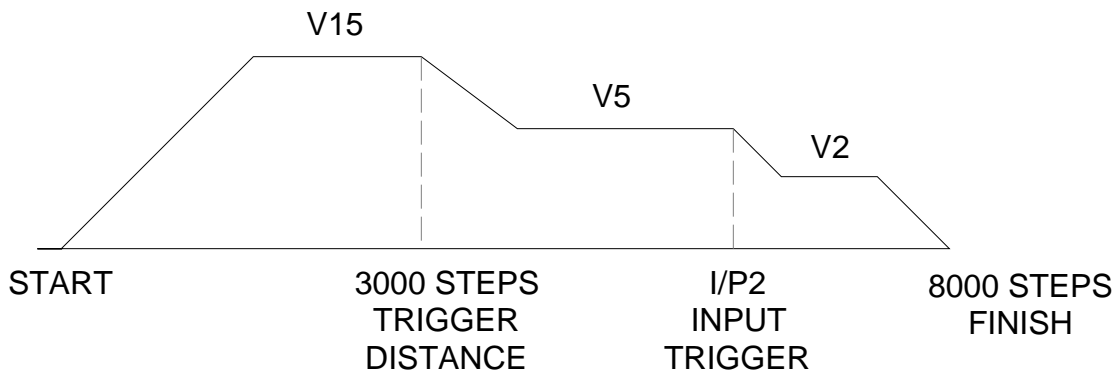 V15
V5
V2
START
3000 STEPS
TRIGGER
DISTANCE
I/P2
INPUT
TRIGGER
8000 STEPS
FINISH